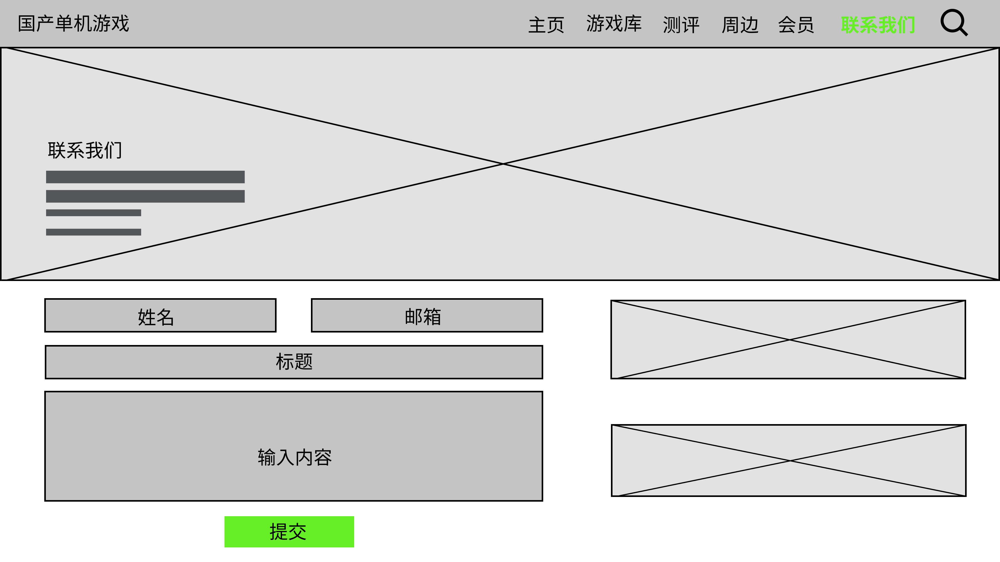 国产单机游戏
主页 游戏库 测评 周边 会员 联系我们
联系我们
姓名 邮箱
标题
输入内容
提交